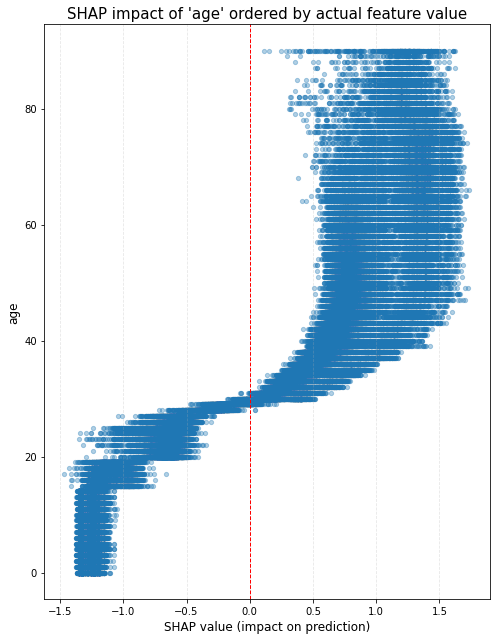 SHAP impact of 'age' ordered by actual feature value
age
80
60
40
20
0
−1.5 −1.0 −0.5 0.0 0.5 1.0 1.5
SHAP value (impact on prediction)